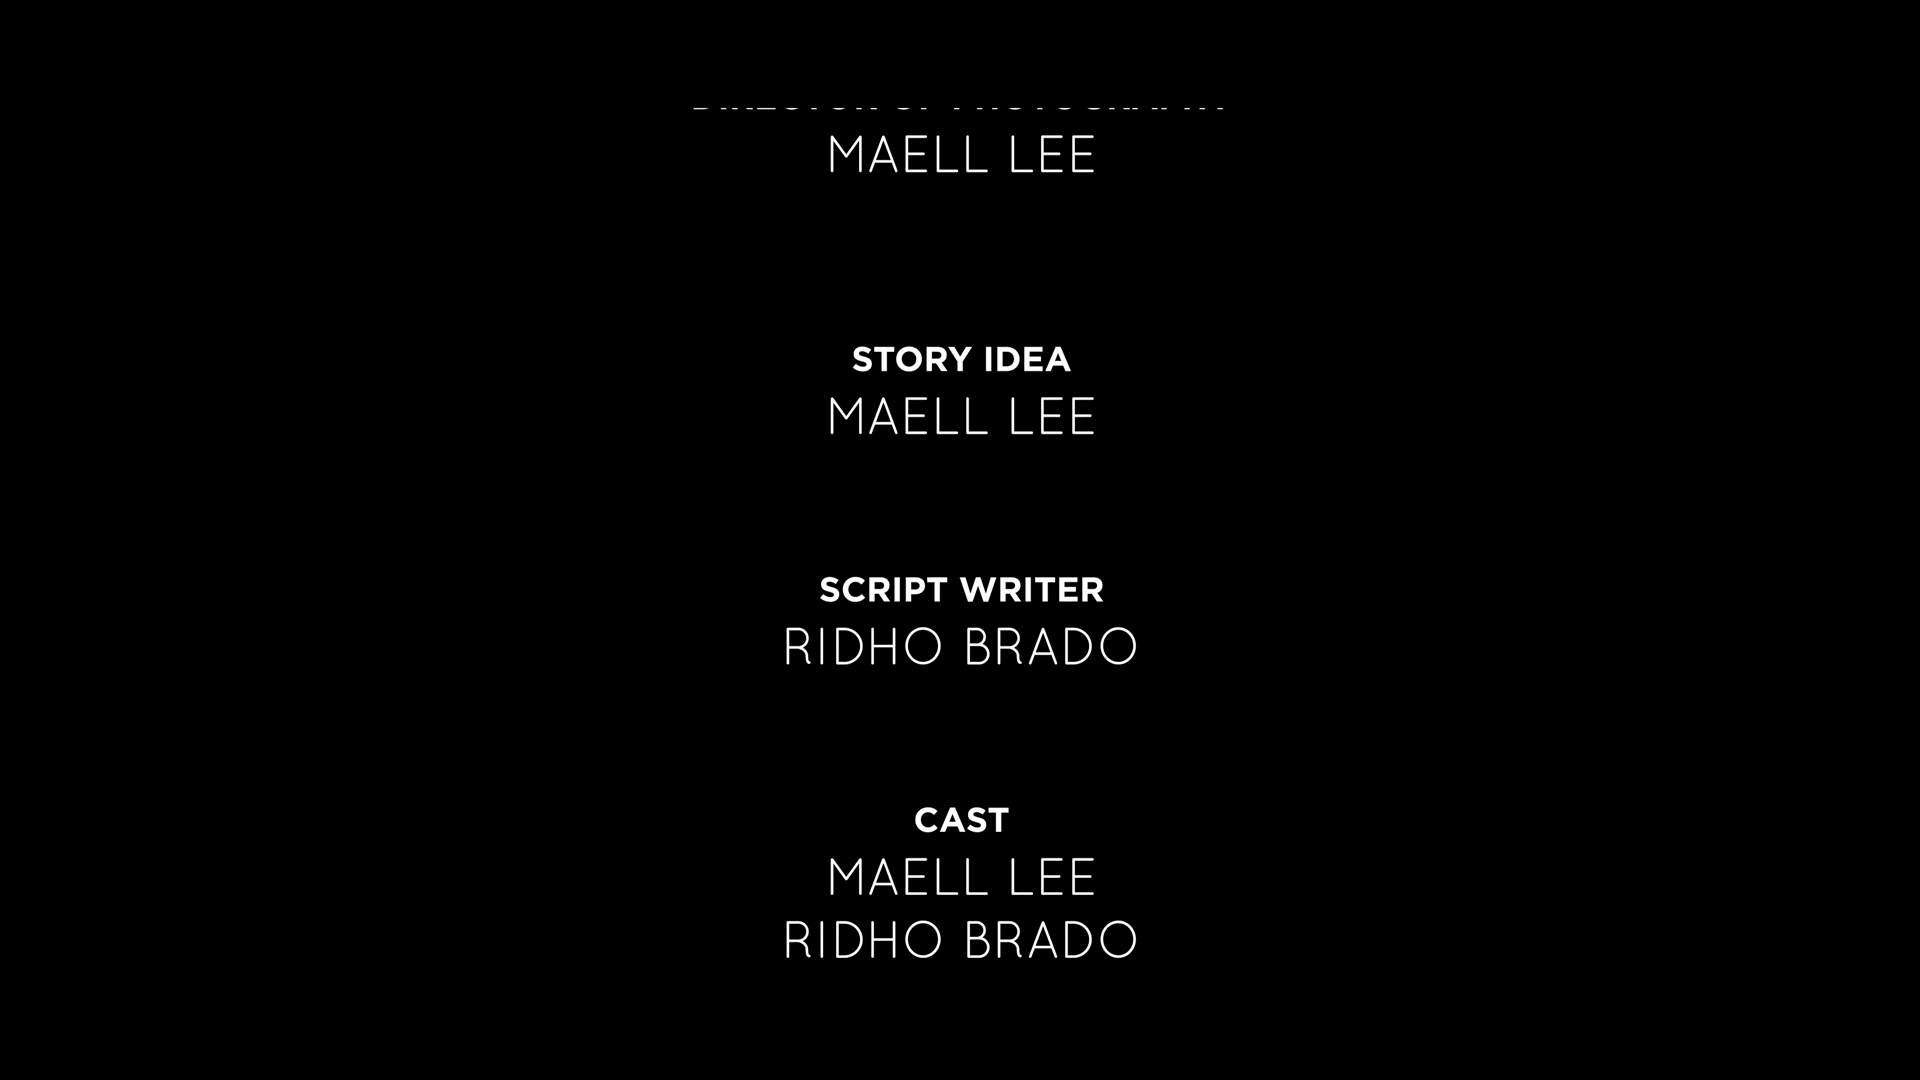 MAELL LEE
STORY IDEA
MAELL LEE
SCRIPT WRITER
RIDHO BRADO
CAST
MAELL LEE
RIDHO BRADO